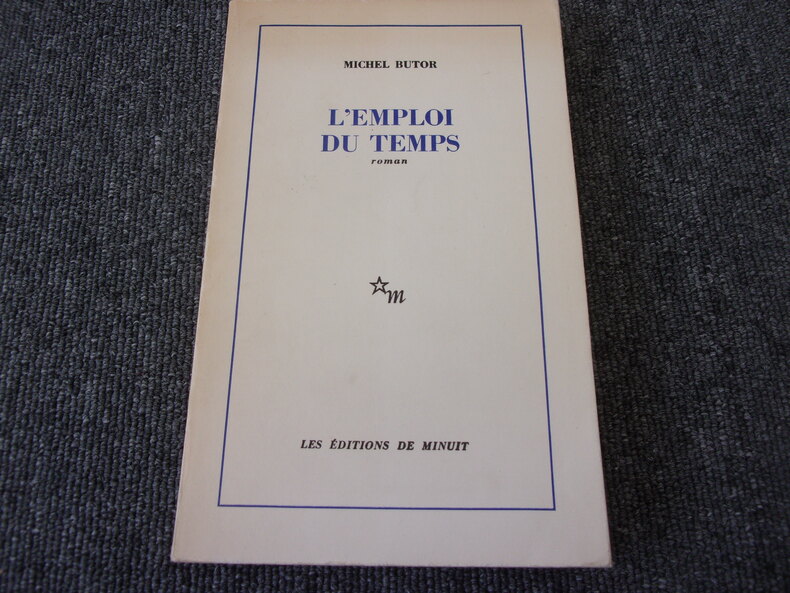 MICHEL BUTOR
L'EMPLOI
DU TEMPS
roman
m
LES ÉDITIONS DE MINUIT